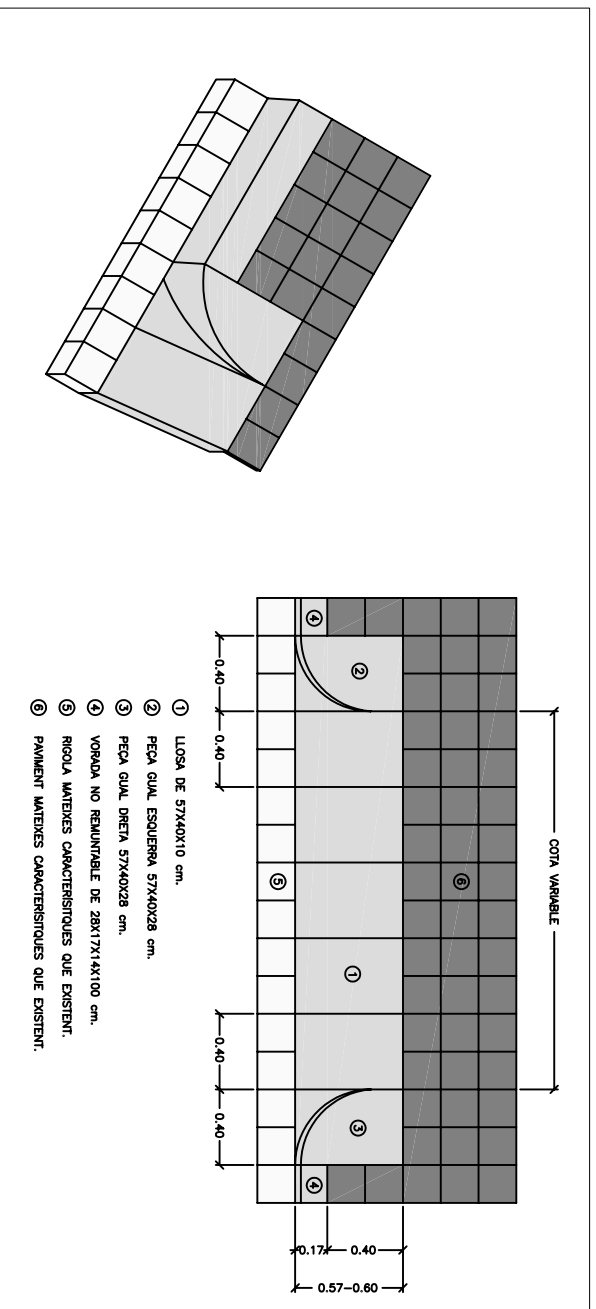 COTA VARIABLE
6
4
2
5
1
3
4
0.40
0.40
0.40
0.40
0.17
0.40
0.57-0.60
1 LLOSA DE 57X40X10 cm.
2 PEÇA GUAL ESQUERRA 57X40X28 cm.
3 PEÇA GUAL DRETA 57X40X28 cm.
4 VORADA NO REMUNTABLE DE 28X17X14X100 cm.
5 RIGOLA MATEIXES CARACTERÍSITQUES QUE EXISTENT.
6 PAVIMENT MATEIXES CARACTERÍSITQUES QUE EXISTENT.